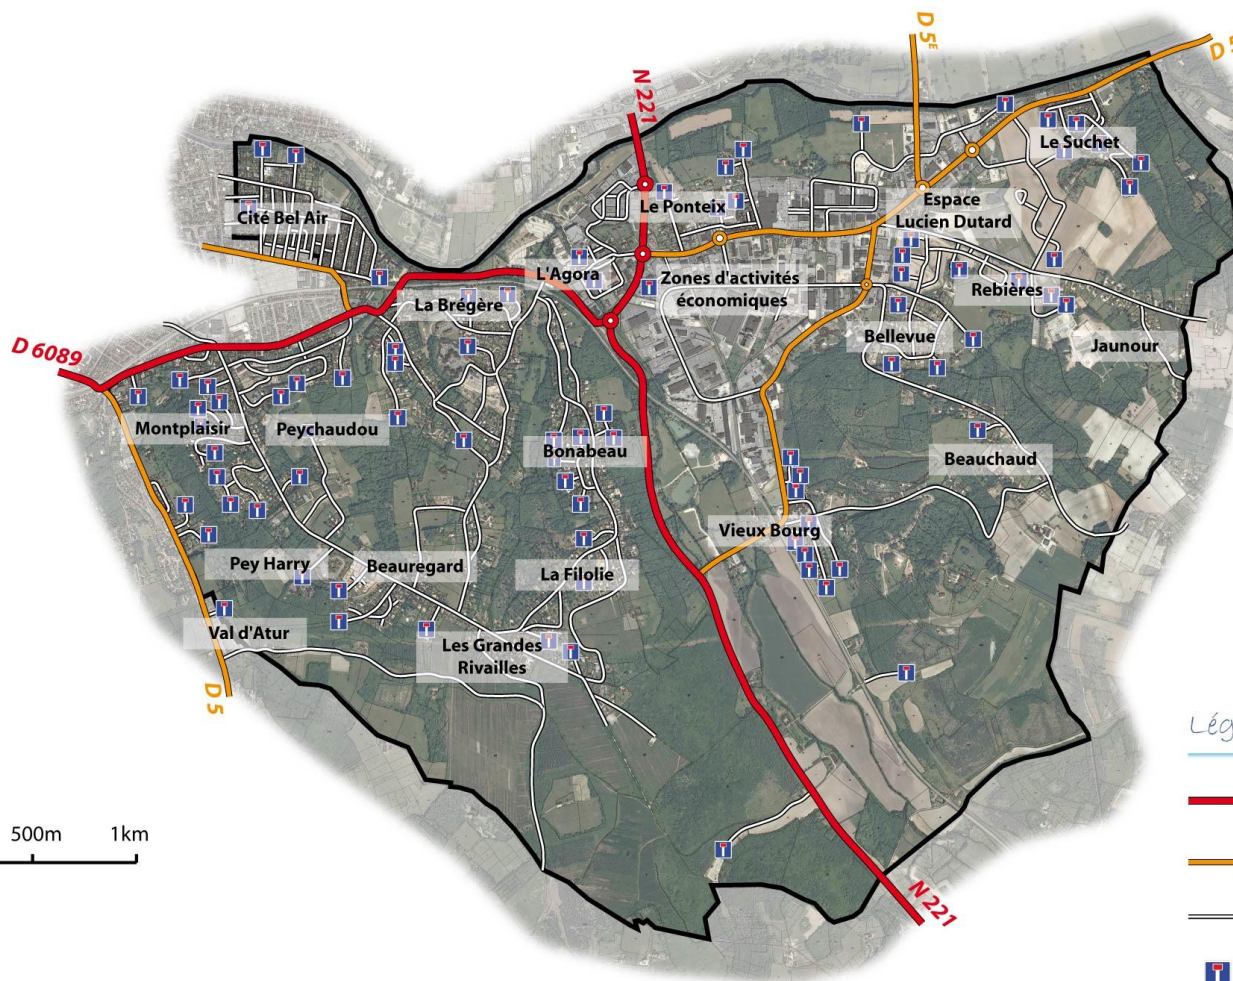 D 5ᴱ
D 5
N 221
Le Suchet
Cité Bel Air
Le Ponteix
Espace
Lucien Dutard
L'Agora
Zones d'activités
économiques
Rebières
La Brégère
Bellevue
Jaunour
D 6089
Montplaisir
Peychaudou
Bonabeau
Beauchaud
Vieux Bourg
Pey Harry
Beauregard
La Filolie
Val d'Atur
Les Grandes
Rivailles
D 5
Lég
500m 1km
N 221